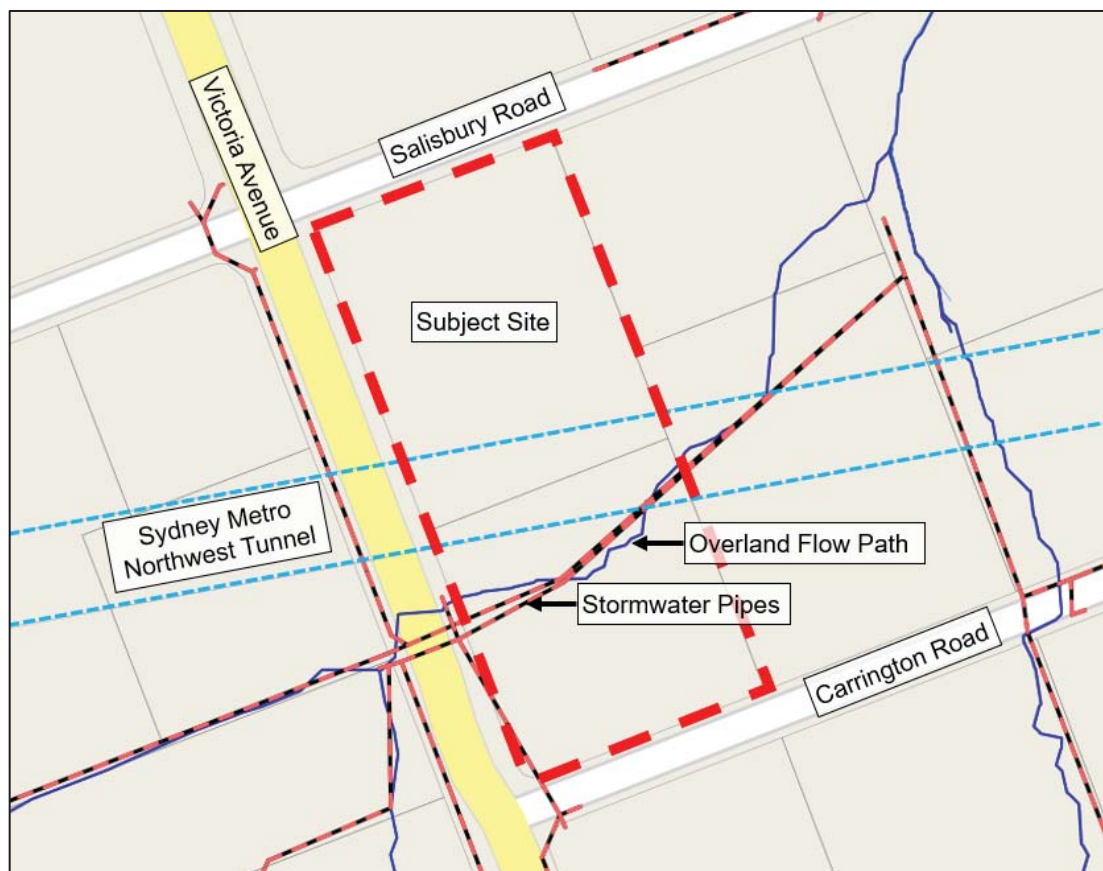 Salisbury Road
Victoria Avenue
Subject Site
Sydney Metro
Northwest Tunnel
Overland Flow Path
Stormwater Pipes
Carrington Road